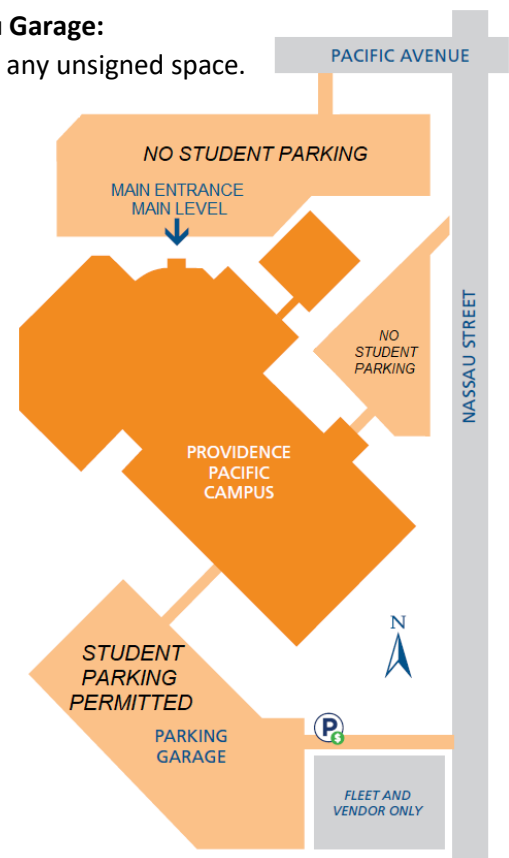 Garage:
any unsigned space.
PACIFIC AVENUE
NO STUDENT PARKING
MAIN ENTRANCE
MAIN LEVEL
NO
STUDENT
PARKING
NASSAU STREET
PROVIDENCE
PACIFIC
CAMPUS
N
STUDENT
PARKING
PERMITTED
PARKING
GARAGE
P
$
FLEET AND
VENDOR ONLY